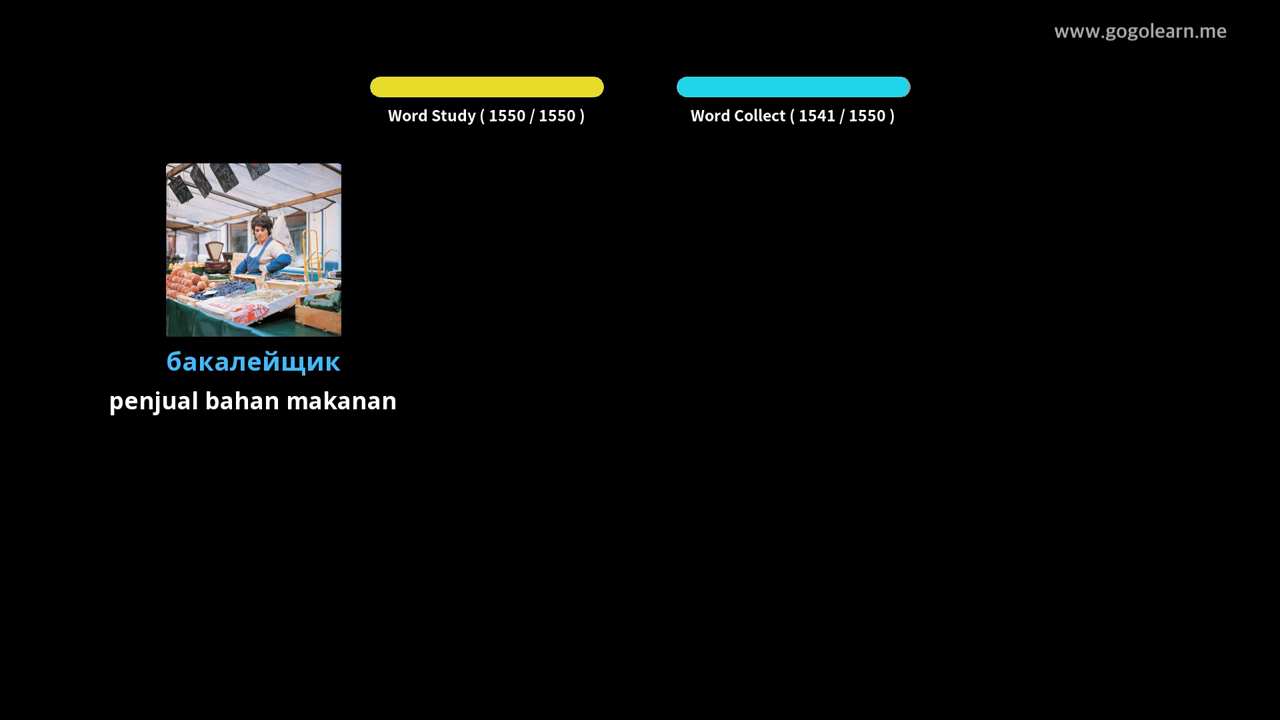 www.gogolearn.me
Word Study ( 1550 / 1550 )
Word Collect ( 1541 / 1550 )
бакалейщик
penjual bahan makanan